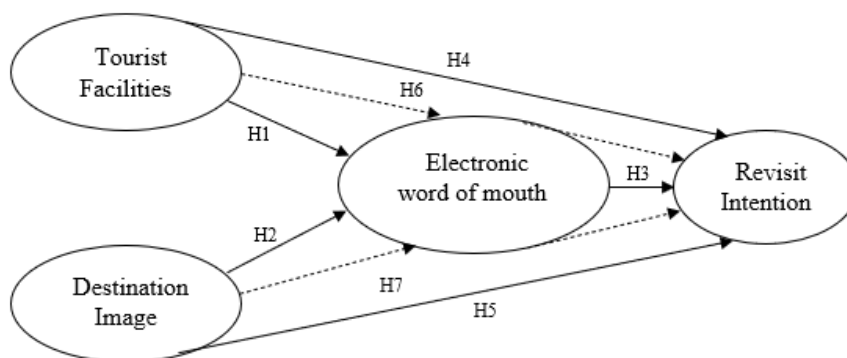 Tourist
Facilities
H4
H6
H1
Electronic
word of mouth
H3
Revisit
Intention
H2
Destination
Image
H7
H5